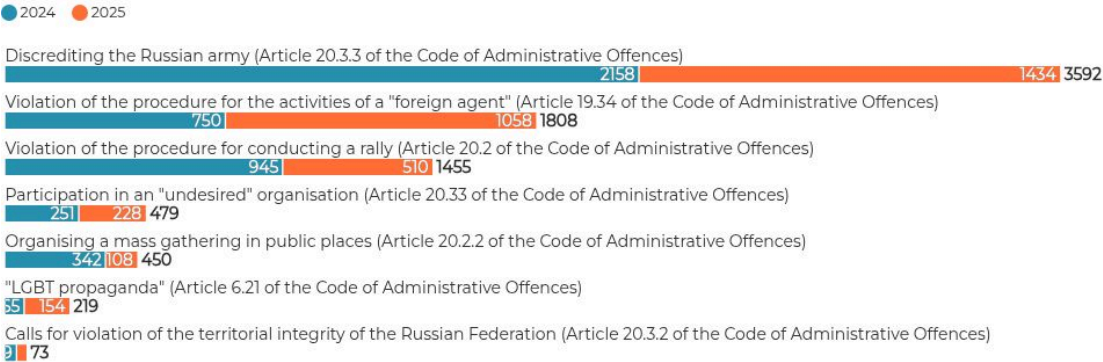 2024 2025
Discrediting the Russian army (Article 20.3.3 of the Code of Administrative Offences)
2158 1434 3592
Violation of the procedure for the activities of a "foreign agent" (Article 19.34 of the Code of Administrative Offences)
750 1058 1808
Violation of the procedure for conducting a rally (Article 20.2 of the Code of Administrative Offences)
945 510 1455
Participation in an "undesired" organisation (Article 20.33 of the Code of Administrative Offences)
251 228 479
Organising a mass gathering in public places (Article 20.2.2 of the Code of Administrative Offences)
342 108 450
"LGBT propaganda" (Article 6.21 of the Code of Administrative Offences)
65 154 219
Calls for violation of the territorial integrity of the Russian Federation (Article 20.3.2 of the Code of Administrative Offences)
73